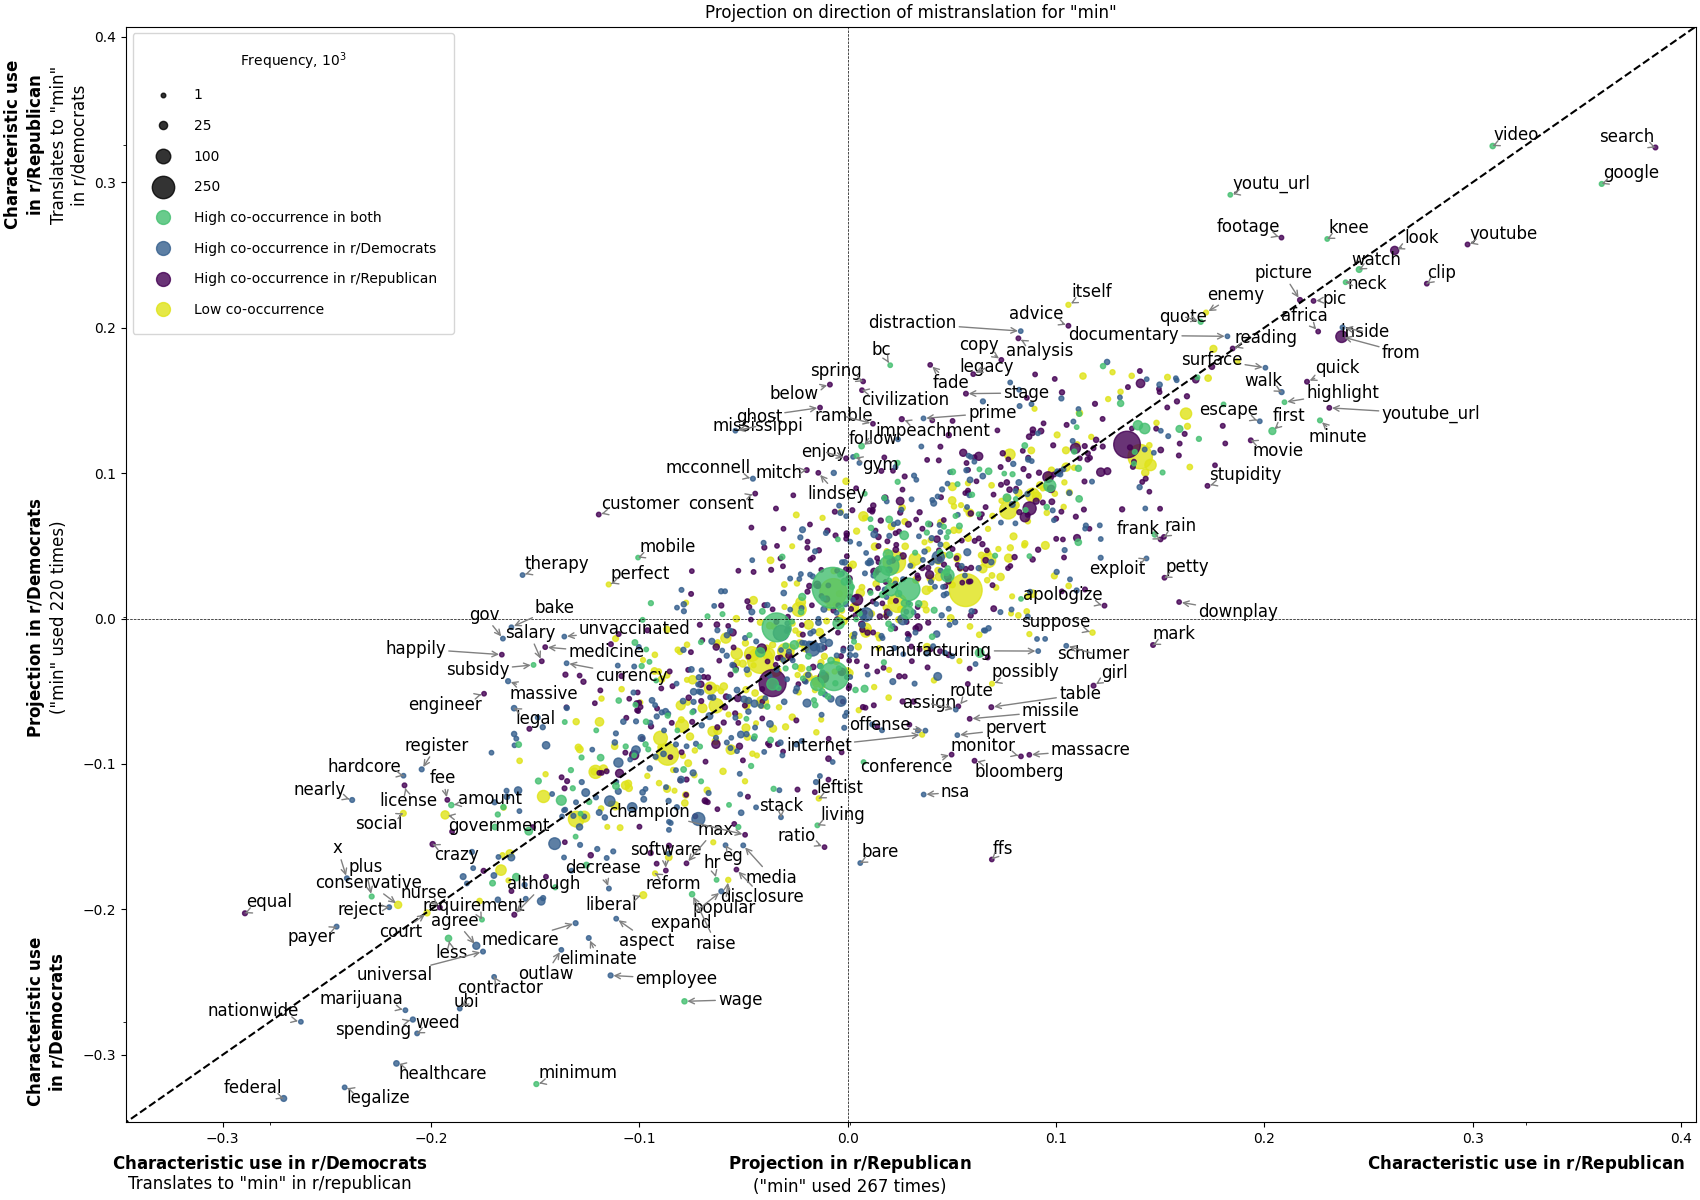 Projection on direction of mistranslation for "min"
Characteristic use
in r/Republican
Translates to "min"
in r/democrats
Projection in r/Democrats
("min" used 220 times)
Characteristic use
in r/Democrats
0.4
0.3
0.2
0.1
0.0
−0.1
−0.2
−0.3
Frequency, 10³
1
25
100
250
High co-occurrence in both
High co-occurrence in r/Democrats
High co-occurrence in r/Republican
Low co-occurrence
video
search
google
youtu_url
footage
knee
look
youtube
watch
picture
clip
neck
itself
enemy
pic
advice
quote
africa
distraction
documentary
reading
inside
from
copy
analysis
bc
surface
legacy
quick
spring
fade
walk
below
civilization
stage
highlight
ghost
ramble
prime
escape
first
youtube_url
mississippi
impeachment
minute
follow
enjoy
movie
mcconnell
mitch
gym
stupidity
lindsey
customer
consent
frank
rain
mobile
therapy
perfect
exploit
petty
apologize
downplay
gov
bake
suppose
salary
unvaccinated
mark
happily
medicine
manufacturing
schumer
subsidy
currency
possibly
girl
massive
route
table
engineer
assign
missile
legal
offense
pervert
register
internet
monitor
massacre
hardcore
conference
bloomberg
fee
nearly
license
amount
leftist
nsa
stack
social
government
champion
living
max
ratio
x
crazy
software
eg
bare
ffs
plus
decrease
hr
conservative
although
reform
media
nurse
disclosure
equal
reject
requirement
liberal
popular
agree
expand
payer
court
medicare
aspect
raise
less
universal
outlaw
eliminate
contractor
employee
marijuana
ubi
wage
nationwide
weed
spending
healthcare
minimum
federal
legalize
−0.3
−0.2
−0.1
0.0
0.1
0.2
0.3
0.4
Characteristic use in r/Democrats
Translates to "min" in r/republican
Projection in r/Republican
("min" used 267 times)
Characteristic use in r/Republican